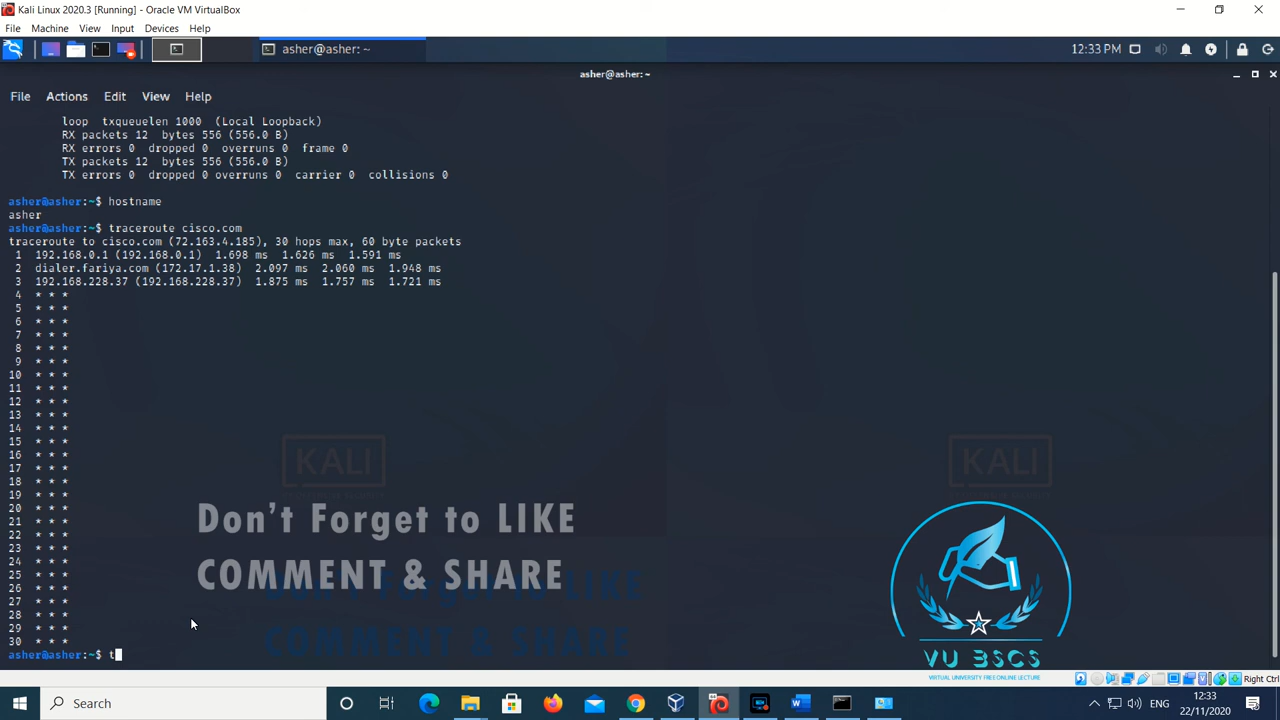 Kali Linux 2020.3 [Running] - Oracle VM VirtualBox
File Machine View Input Devices Help
asher@asher: ~
12:33 PM
asher@asher: ~
File Actions Edit View Help
loop txqueuelen 1000 (Local Loopback)
RX packets 12 bytes 556 (556.0 B)
RX errors 0 dropped 0 overruns 0 frame 0
TX packets 12 bytes 556 (556.0 B)
TX errors 0 dropped 0 overruns 0 carrier 0 collisions 0
asher@asher:~$ hostname
asher
asher@asher:~$ traceroute cisco.com
traceroute to cisco.com (72.163.4.185), 30 hops max, 60 byte packets
1 192.168.0.1 (192.168.0.1) 1.698 ms 1.626 ms 1.591 ms
2 dialer.fariya.com (172.17.1.38) 2.097 ms 2.060 ms 1.948 ms
3 192.168.228.37 (192.168.228.37) 1.875 ms 1.757 ms 1.721 ms
4 * * *
5 * * *
6 * * *
7 * * *
8 * * *
9 * * *
10 * * *
11 * * *
12 * * *
13 * * *
14 * * *
15 * * *
16 * * *
17 * * *
18 * * *
19 * * *
20 * * *
21 * * *
22 * * *
23 * * *
24 * * *
25 * * *
26 * * *
27 * * *
28 * * *
29 * * *
30 * * *
asher@asher:~$ t
KALI
KALI
Don't Forget to LIKE
COMMENT & SHARE
Don't Forget to LIKE
COMMENT & SHARE
VU BSCS
VIRTUAL UNIVERSITY FREE ONLINE LECTURE
Right Ctrl
Search
ENG
12:33
22/11/2020